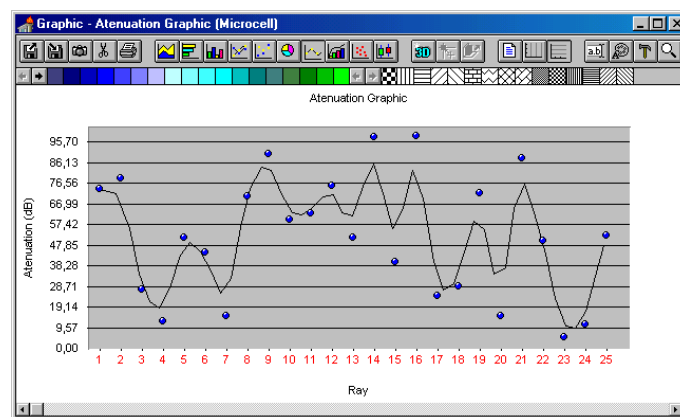 Graphic - Atenuation Graphic (Microcell)
3D
a.b
Atenuation Graphic
Atenuation (dB)
95,70
86,13
76,56
66,99
57,42
47,85
38,28
28,71
19,14
9,57
0,00
1 2 3 4 5 6 7 8 9 10 11 12 13 14 15 16 17 18 19 20 21 22 23 24 25
Ray